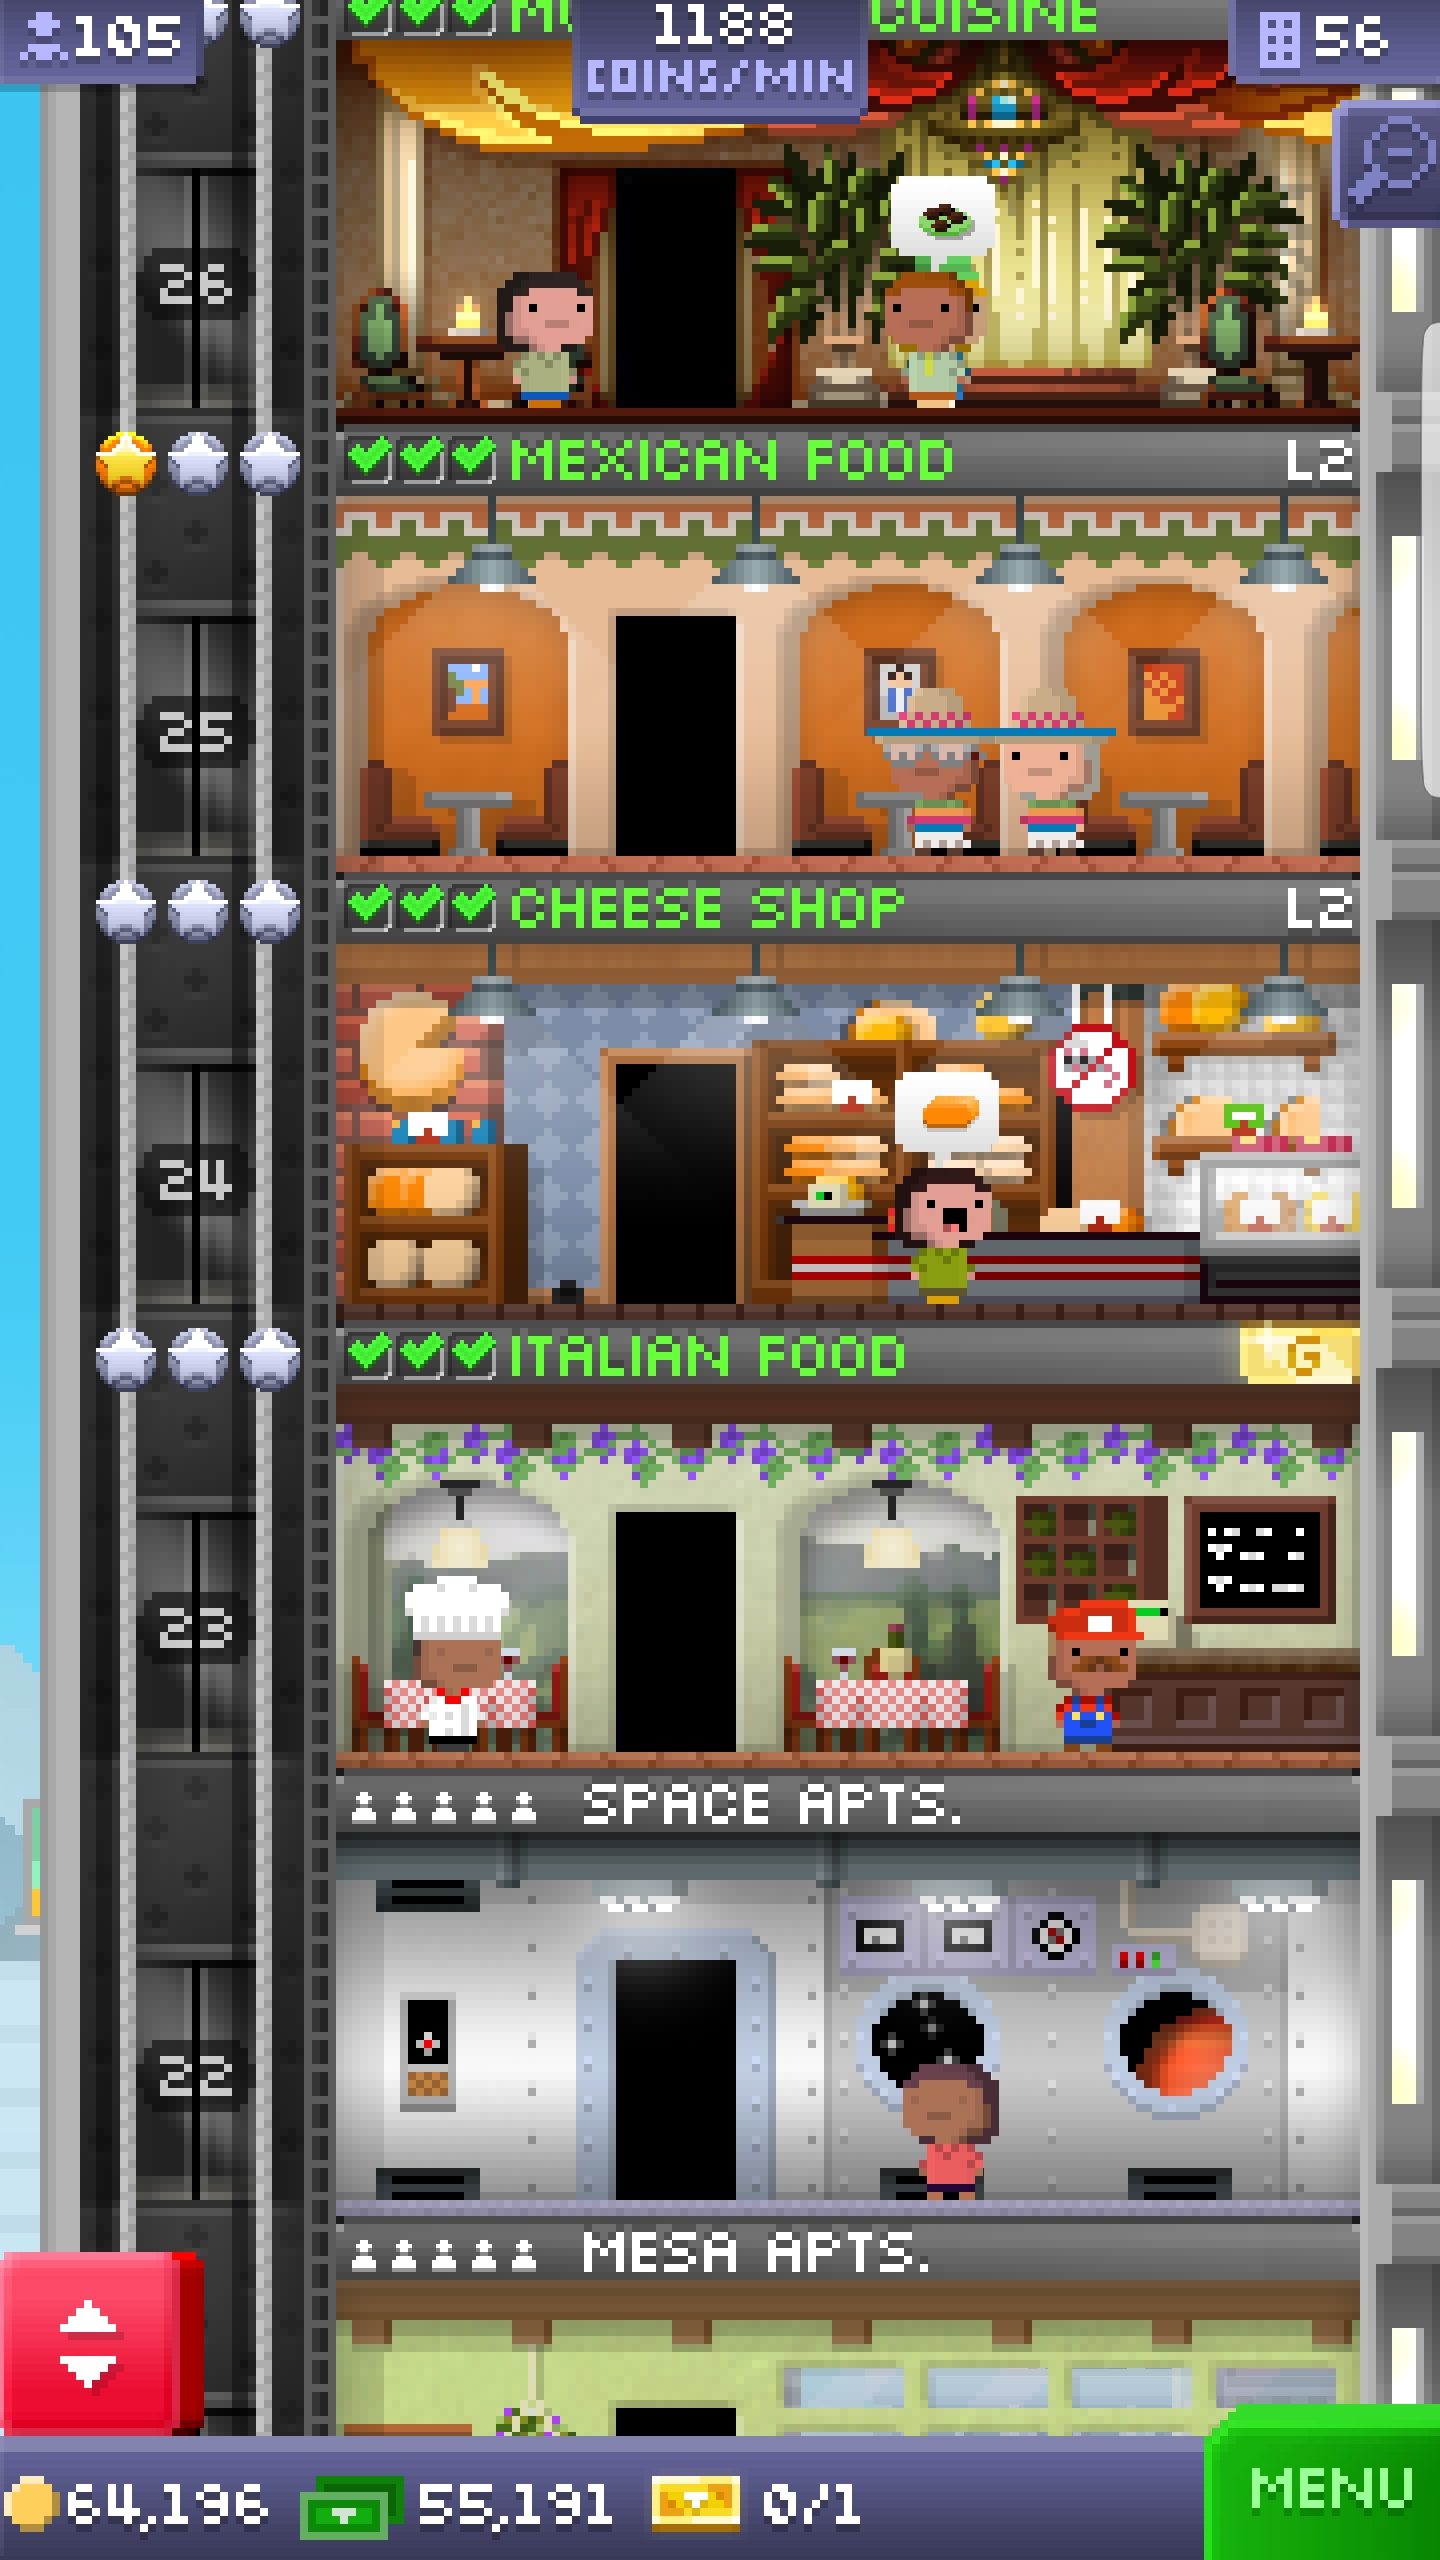 105
1188
COINS/MIN
56
CUISINE
26
MEXICAN FOOD L2
25
CHEESE SHOP L2
24
ITALIAN FOOD G
23
SPACE APTS.
22
MESA APTS.
64,196 55,191 0/1
MENU